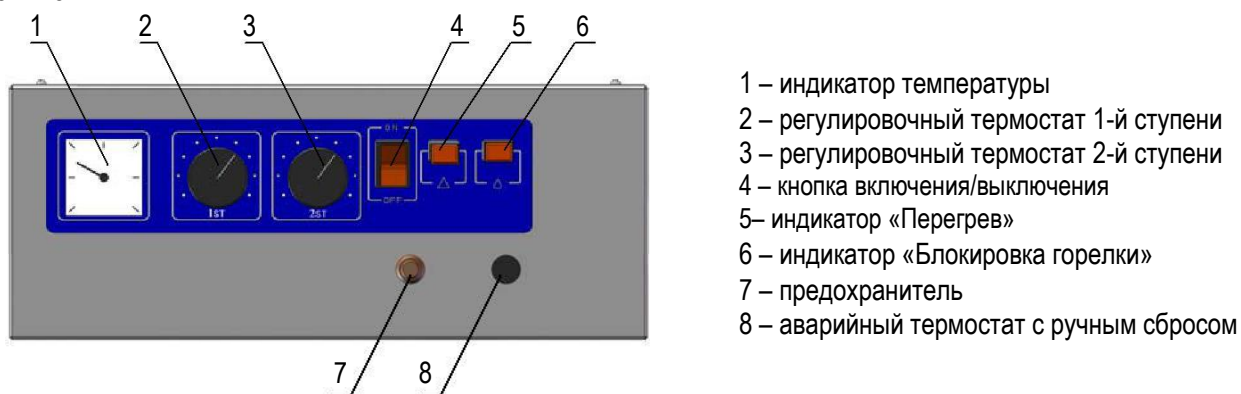 1 2 3 4 5 6
ON
OFF
1ST
2ST
7 8
1 – индикатор температуры
2 – регулировочный термостат 1-й ступени
3 – регулировочный термостат 2-й ступени
4 – кнопка включения/выключения
5– индикатор «Перегрев»
6 – индикатор «Блокировка горелки»
7 – предохранитель
8 – аварийный термостат с ручным сбросом